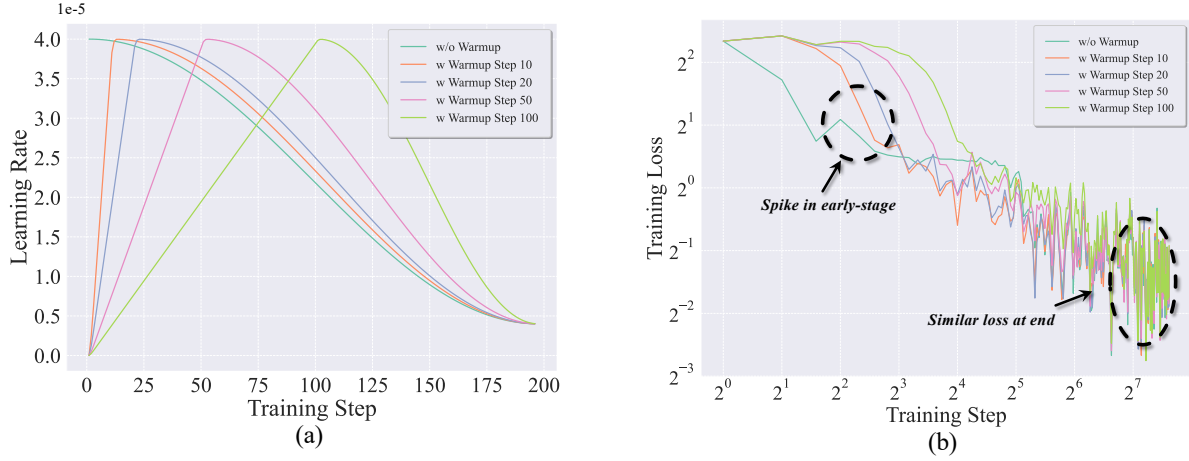 1e-5
4.0
3.5
3.0
2.5
2.0
1.5
1.0
0.5
0.0
Learning Rate
w/o Warmup
w Warmup Step 10
w Warmup Step 20
w Warmup Step 50
w Warmup Step 100
0 25 50 75 100 125 150 175 200
Training Step
(a)
2^2
2^1
2^0
2^-1
2^-2
2^-3
Training Loss
w/o Warmup
w Warmup Step 10
w Warmup Step 20
w Warmup Step 50
w Warmup Step 100
Spike in early-stage
Similar loss at end
2^0 2^1 2^2 2^3 2^4 2^5 2^6 2^7
Training Step
(b)